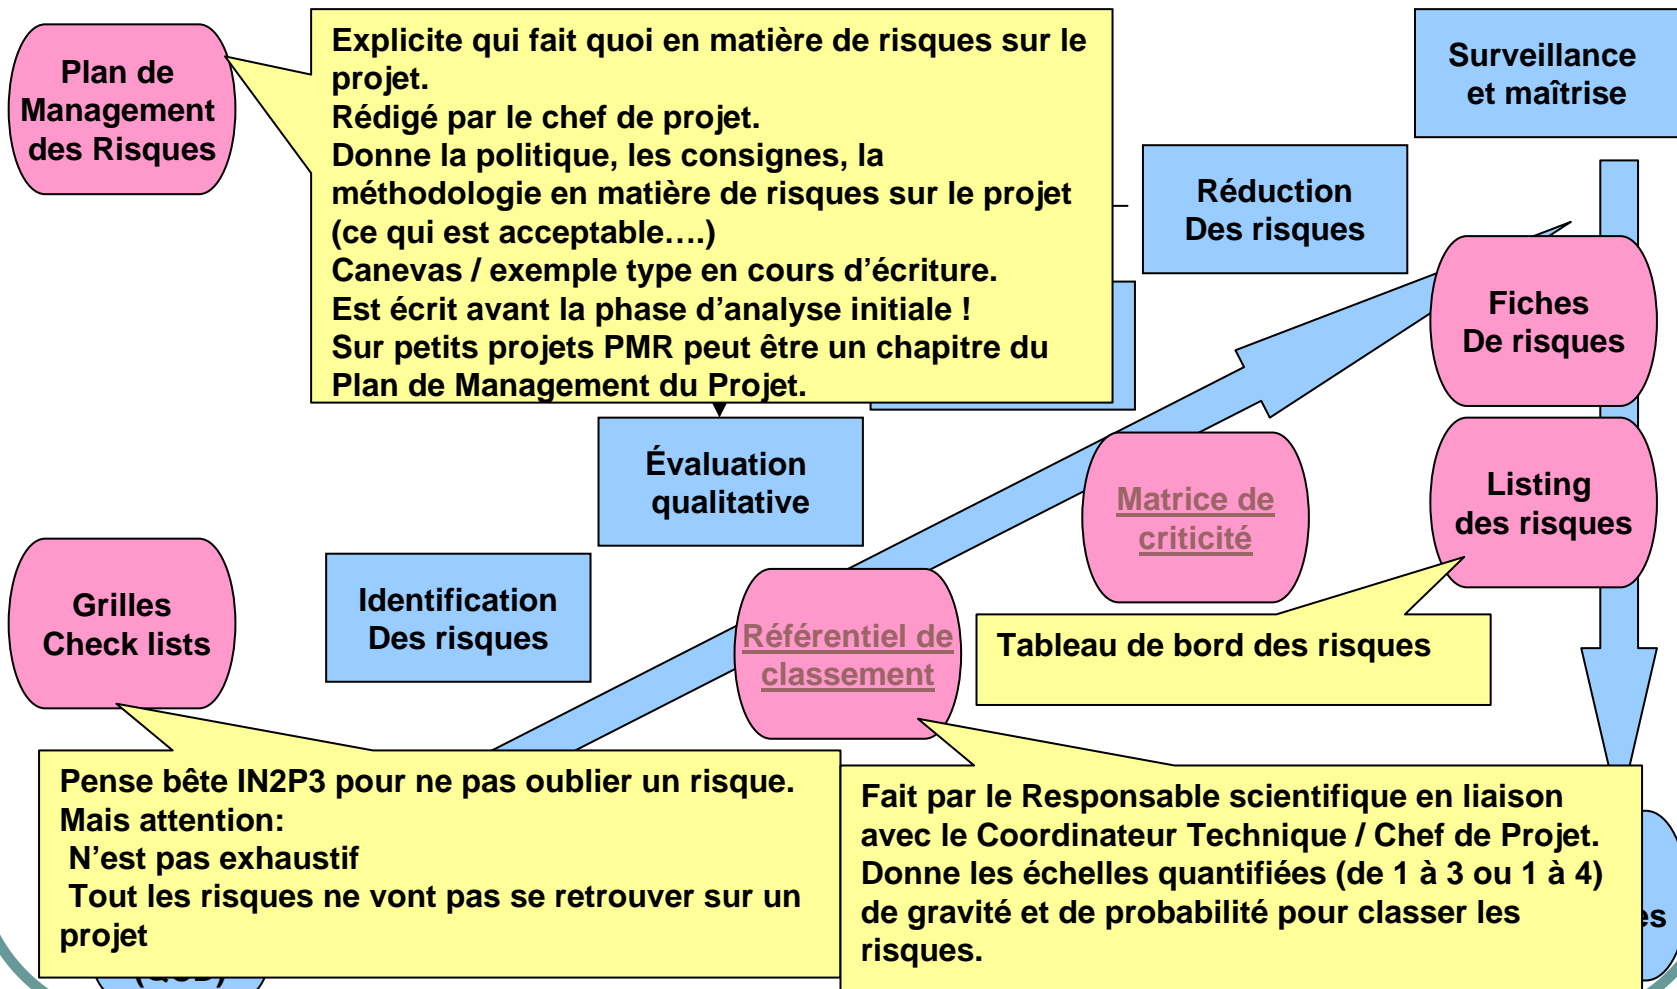 Plan de
Management
des Risques
Explicite qui fait quoi en matière de risques sur le
projet.
Rédigé par le chef de projet.
Donne la politique, les consignes, la
méthodologie en matière de risques sur le projet
(ce qui est acceptable….)
Canevas / exemple type en cours d'écriture.
Est écrit avant la phase d'analyse initiale !
Sur petits projets PMR peut être un chapitre du
Plan de Management du Projet.
Surveillance
et maîtrise
Réduction
Des risques
Fiches
De risques
Évaluation
qualitative
Matrice de
criticité
Listing
des risques
Grilles
Check lists
Identification
Des risques
Référentiel de
classement
Tableau de bord des risques
Pense bête IN2P3 pour ne pas oublier un risque.
Mais attention:
N'est pas exhaustif
Tout les risques ne vont pas se retrouver sur un
projet
Fait par le Responsable scientifique en liaison
avec le Coordinateur Technique / Chef de Projet.
Donne les échelles quantifiées (de 1 à 3 ou 1 à 4)
de gravité et de probabilité pour classer les
risques.